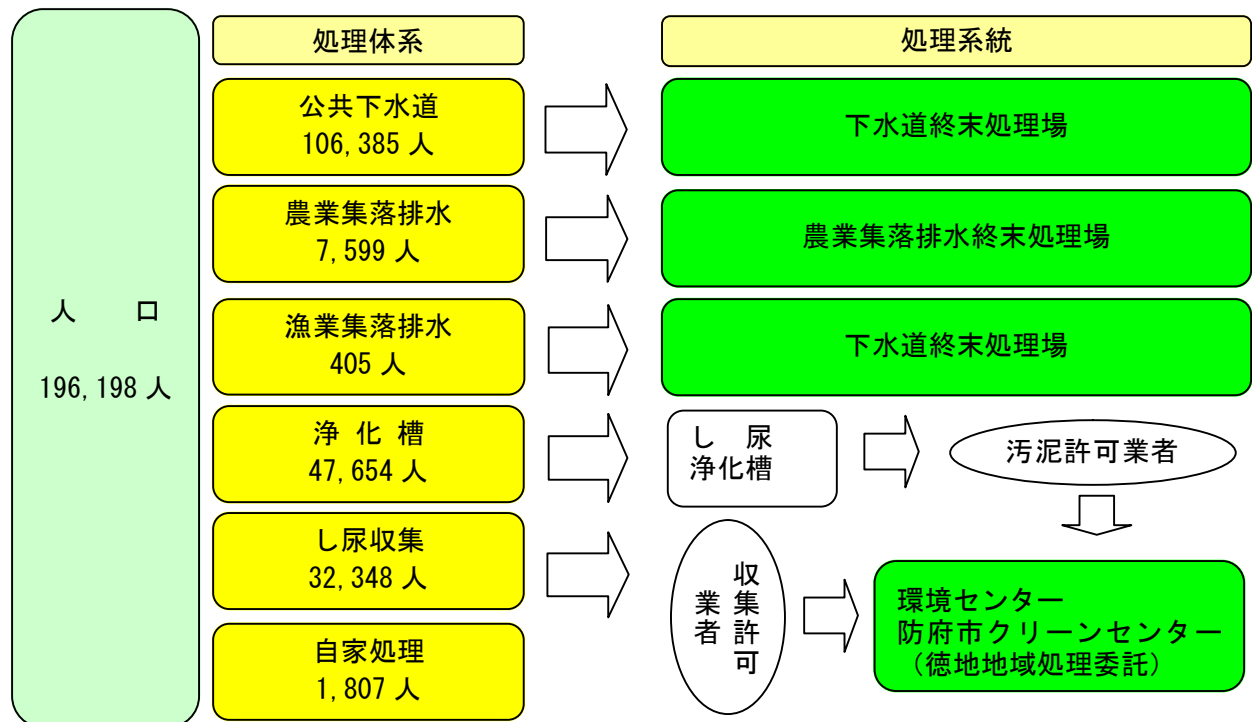 人　　口
196,198 人
処理体系
処理系統
公共下水道
106,385 人
下水道終末処理場
農業集落排水
7,599 人
農業集落排水終末処理場
漁業集落排水
405 人
下水道終末処理場
浄 化 槽
47,654 人
し　尿
浄化槽
汚泥許可業者
し尿収集
32,348 人
収集許可
業者
環境センター
防府市クリーンセンター
（徳地地域処理委託）
自家処理
1,807 人